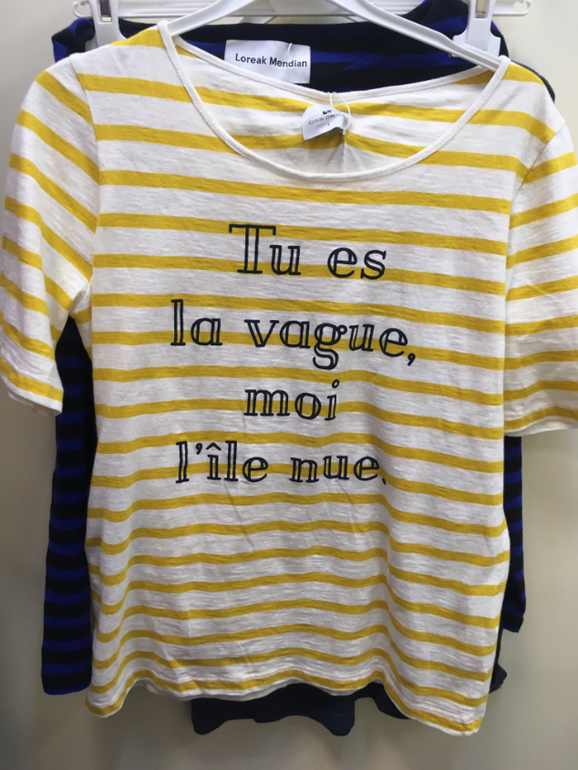 Loreak Mendian
Tu es
la vague,
moi
l'île nue.